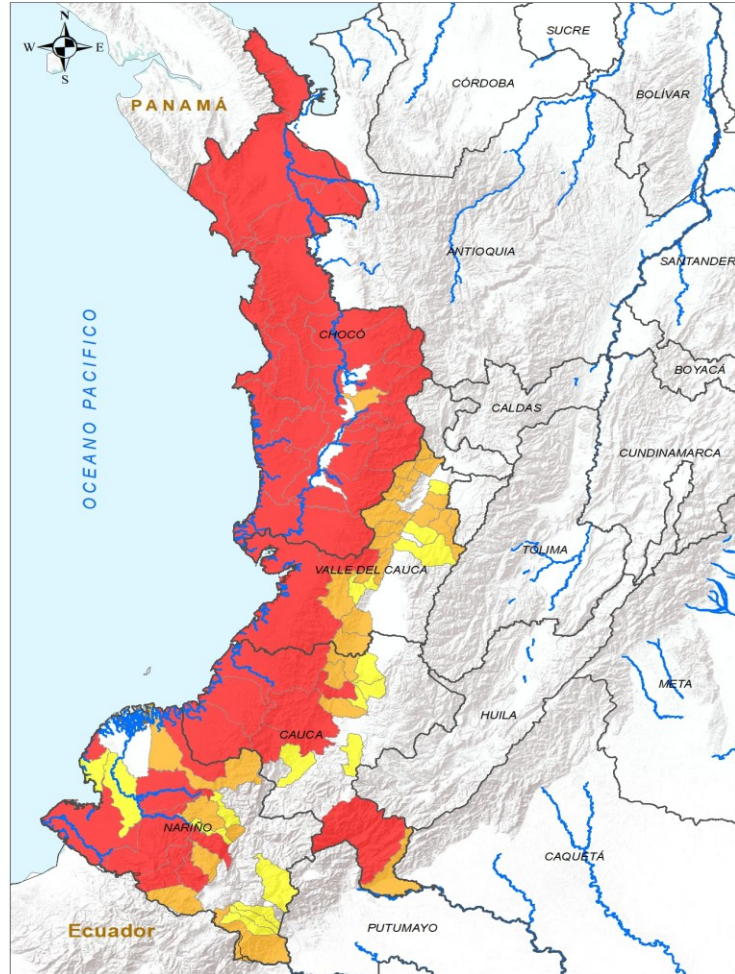 N
W E
S
SUCRE
CÓRDOBA
BOLÍVAR
PANAMÁ
ANTIOQUIA
SANTANDER
OCEANO PACIFICO
CHOCÓ
BOYACÁ
CALDAS
CUNDINAMARCA
TOLIMA
VALLE DEL CAUCA
META
HUILA
CAUCA
NARIÑO
CAQUETÁ
PUTUMAYO
Ecuador